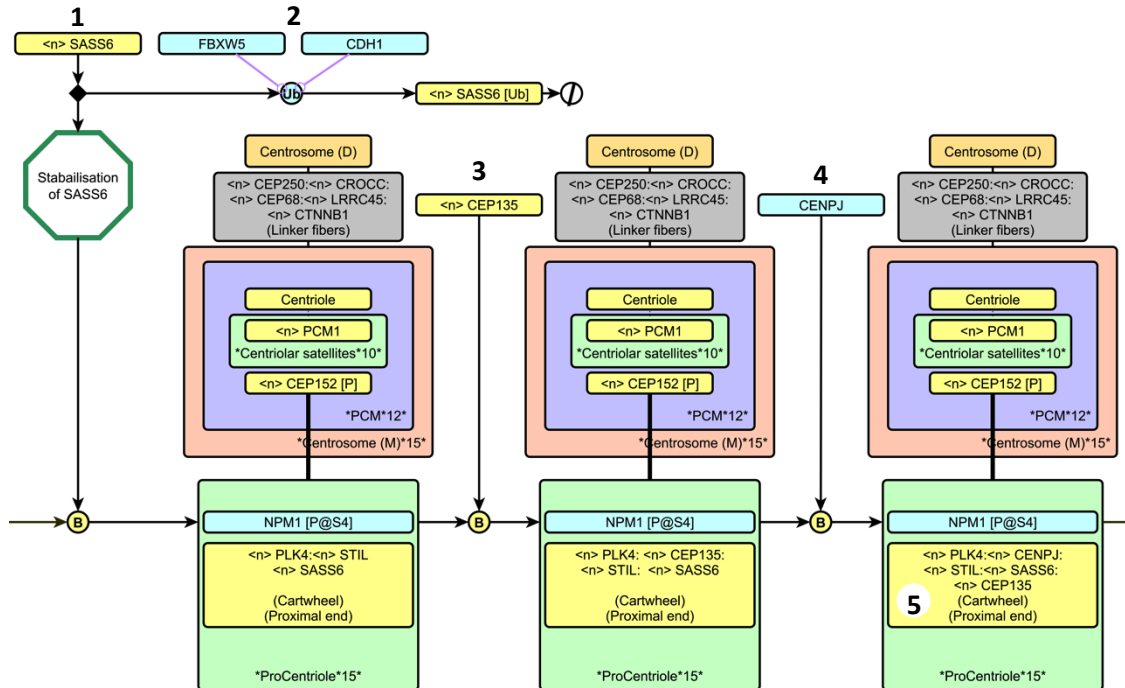 1
2
<n> SASS6
FBXW5
CDH1
Ub
<n> SASS6 [Ub]
Stabailisation
of SASS6
Centrosome (D)
<n> CEP250:<n> CROCC:
<n> CEP68:<n> LRRC45:
<n> CTNNB1
(Linker fibers)
Centriole
<n> PCM1
*Centriolar satellites*10*
<n> CEP152 [P]
*PCM*12*
*Centrosome (M)*15*
B
NPM1 [P@S4]
<n> PLK4:<n> STIL
<n> SASS6
(Cartwheel)
(Proximal end)
*ProCentriole*15*
3
<n> CEP135
B
Centrosome (D)
<n> CEP250:<n> CROCC:
<n> CEP68:<n> LRRC45:
<n> CTNNB1
(Linker fibers)
Centriole
<n> PCM1
*Centriolar satellites*10*
<n> CEP152 [P]
*PCM*12*
*Centrosome (M)*15*
NPM1 [P@S4]
<n> PLK4: <n> CEP135:
<n> STIL: <n> SASS6
(Cartwheel)
(Proximal end)
*ProCentriole*15*
4
CENPJ
B
Centrosome (D)
<n> CEP250:<n> CROCC:
<n> CEP68:<n> LRRC45:
<n> CTNNB1
(Linker fibers)
Centriole
<n> PCM1
*Centriolar satellites*10*
<n> CEP152 [P]
*PCM*12*
*Centrosome (M)*15*
NPM1 [P@S4]
<n> PLK4:<n> CENPJ:
<n> STIL:<n> SASS6:
<n> CEP135
5
(Cartwheel)
(Proximal end)
*ProCentriole*15*